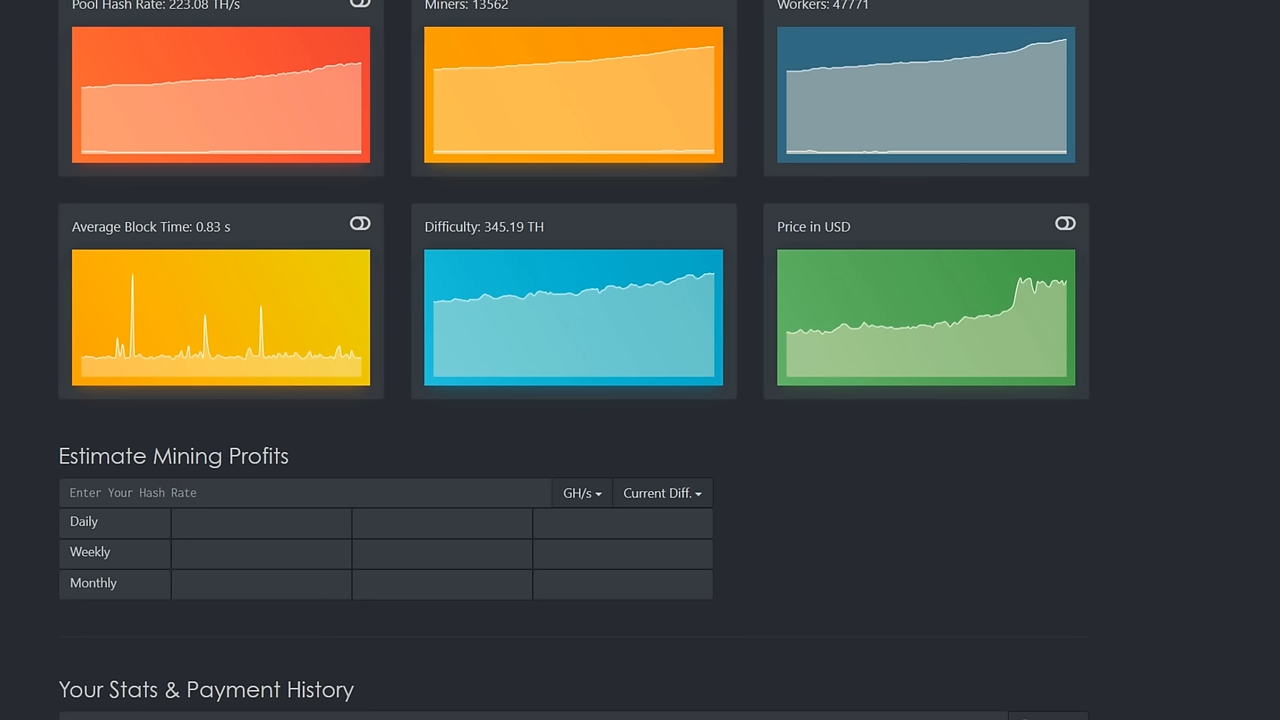 Pool Hash Rate: 223.08 TH/s
Miners: 13562
Workers: 47771
Average Block Time: 0.83 s
Difficulty: 345.19 TH
Price in USD
Estimate Mining Profits
Enter Your Hash Rate
GH/s
Current Diff.
Daily
Weekly
Monthly
Your Stats & Payment History